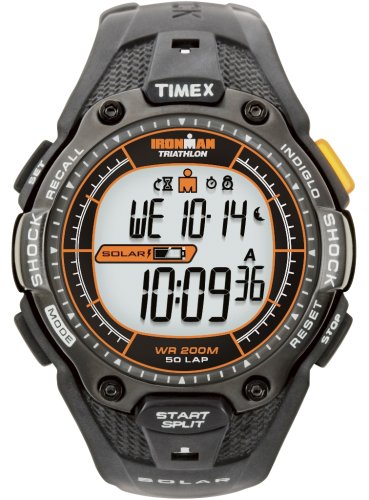 SHOCK
TIMEX
IRONMAN
TRIATHLON
SET
RECALL
INDIGLO
WE 10-14
SHOCK
SOLAR
SHOCK
A
10:09 36
MODE
WR 200M
50 LAP
RESET
STOP
START
SPLIT
SOLAR